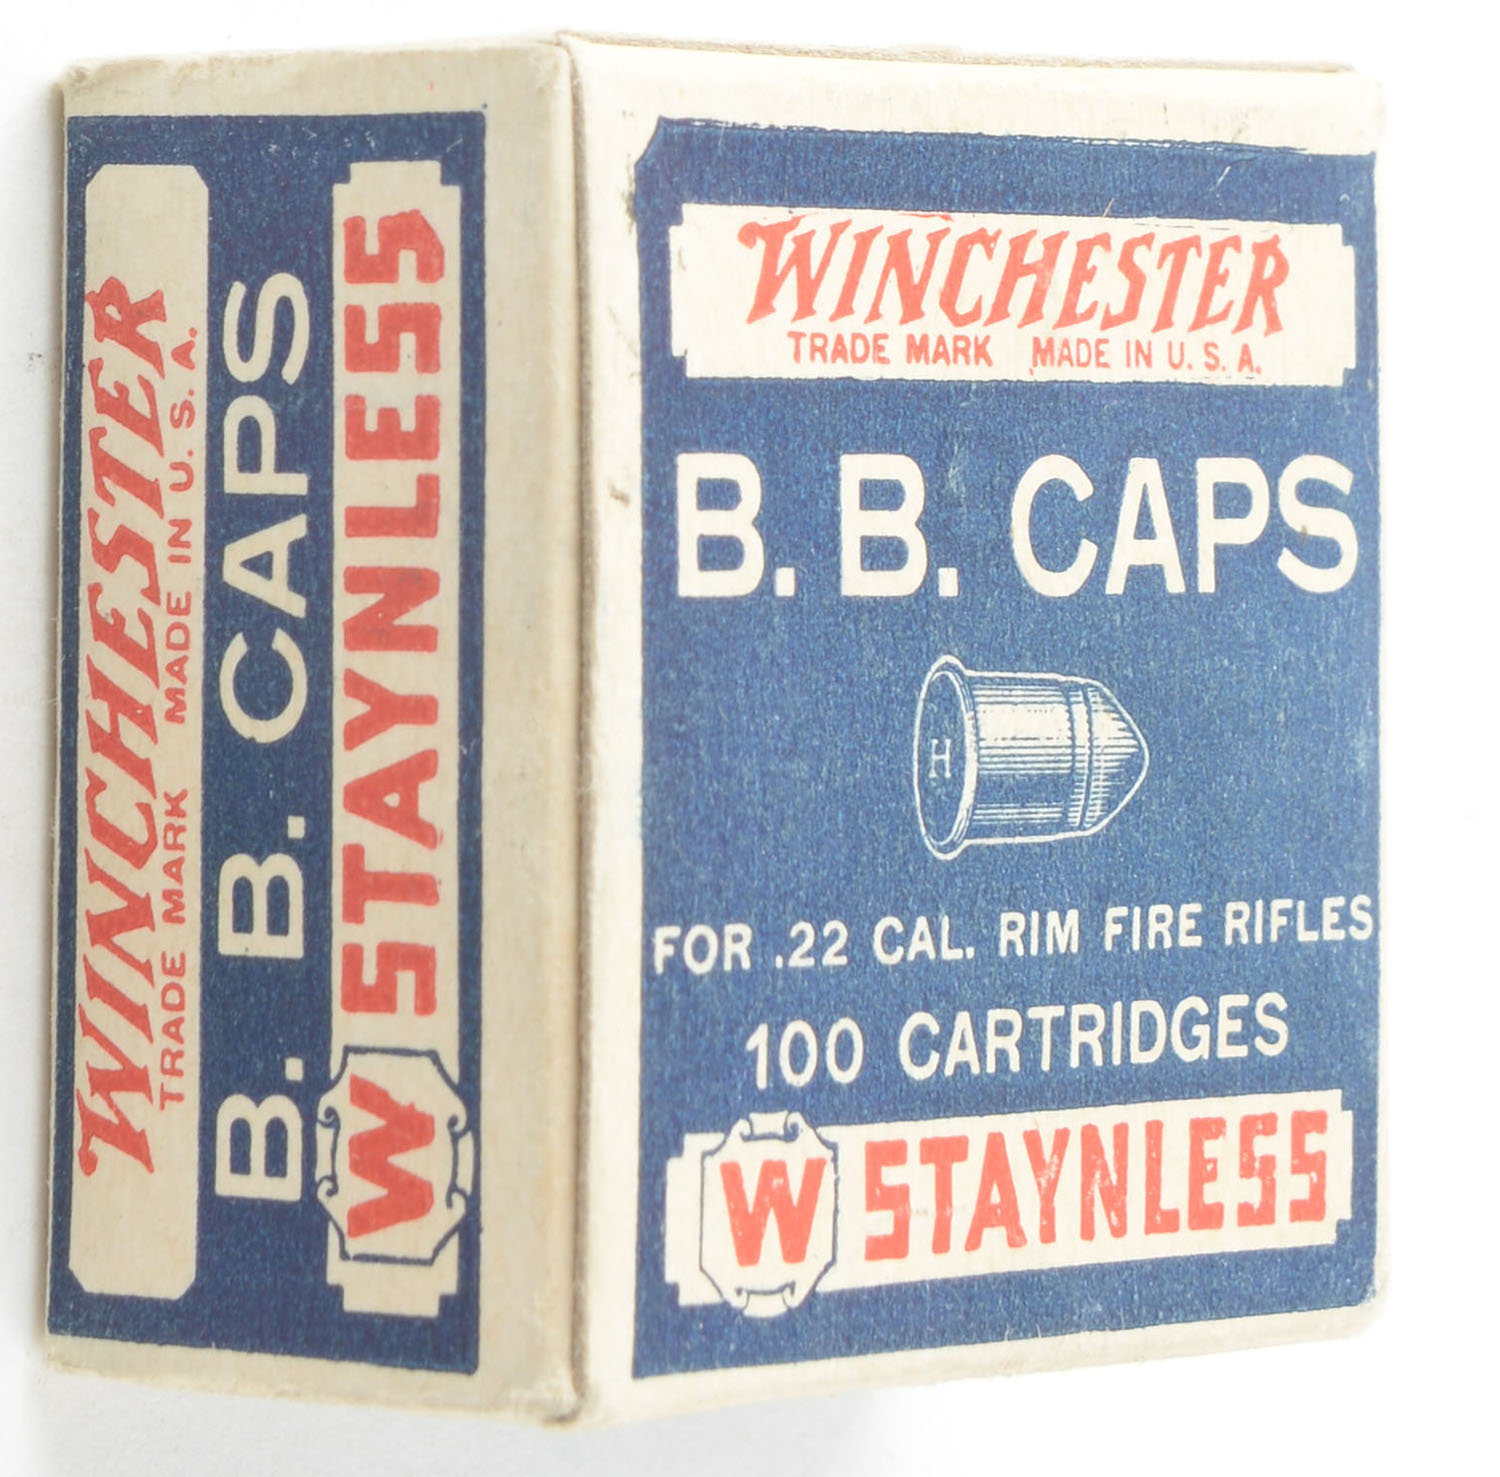 WINCHESTER
TRADE MARK MADE IN U. S. A.
B. B. CAPS
W STAYNLESS
WINCHESTER
TRADE MARK MADE IN U. S. A.
B. B. CAPS
H
FOR .22 CAL. RIM FIRE RIFLES
100 CARTRIDGES
W STAYNLESS